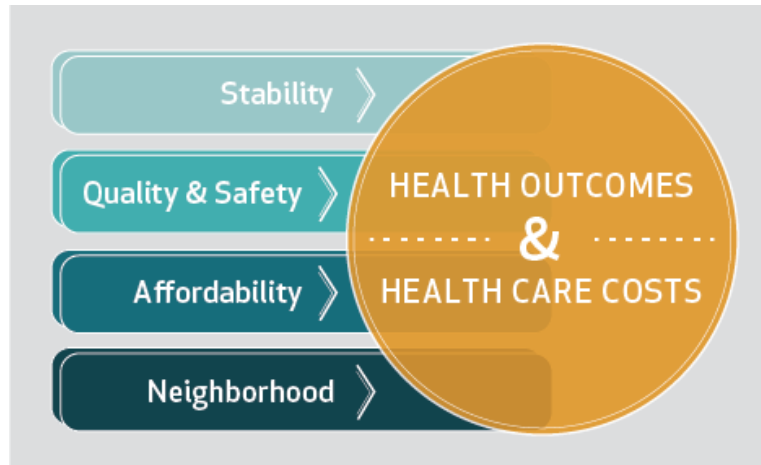 Stability
Quality & Safety
Affordability
Neighborhood
HEALTH OUTCOMES
&
HEALTH CARE COSTS